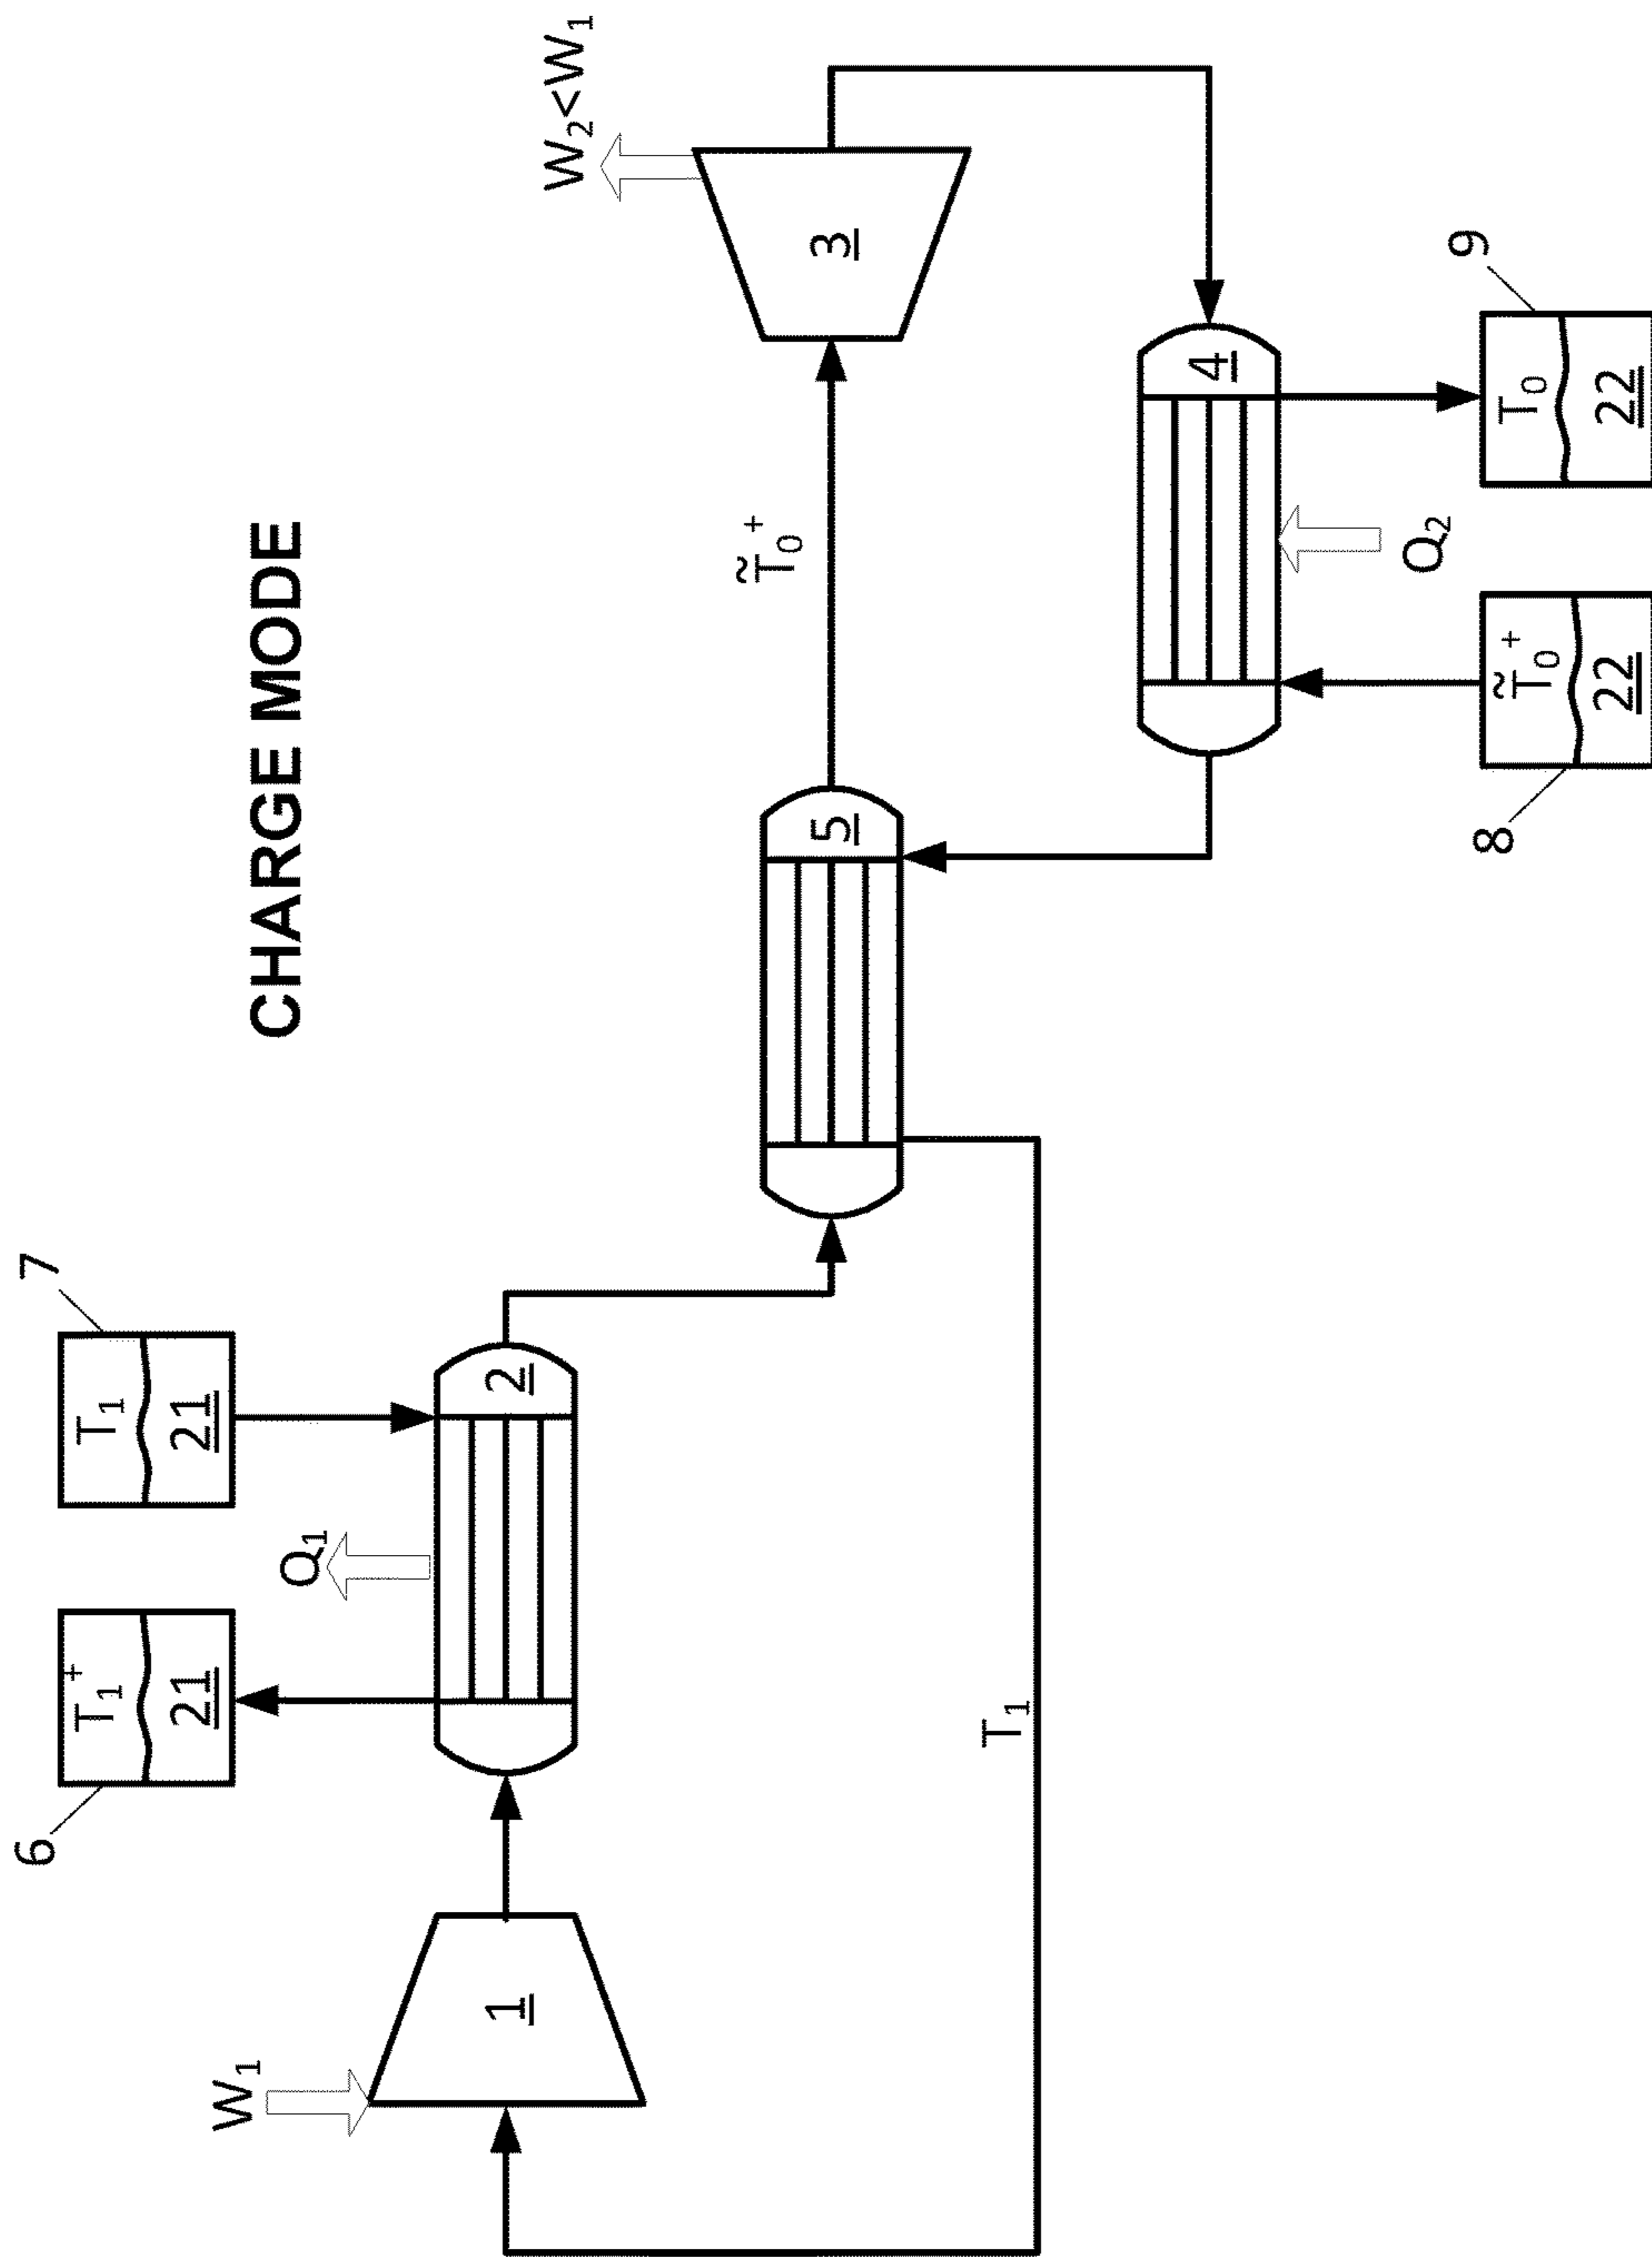 CHARGE MODE
6
T₁⁺
21
7
T₁
21
Q₁
W₁
1
2
5
T̃₀⁺
3
W₂<W₁
4
T₁
Q₂
8
T̃₀⁺
22
9
T₀
22